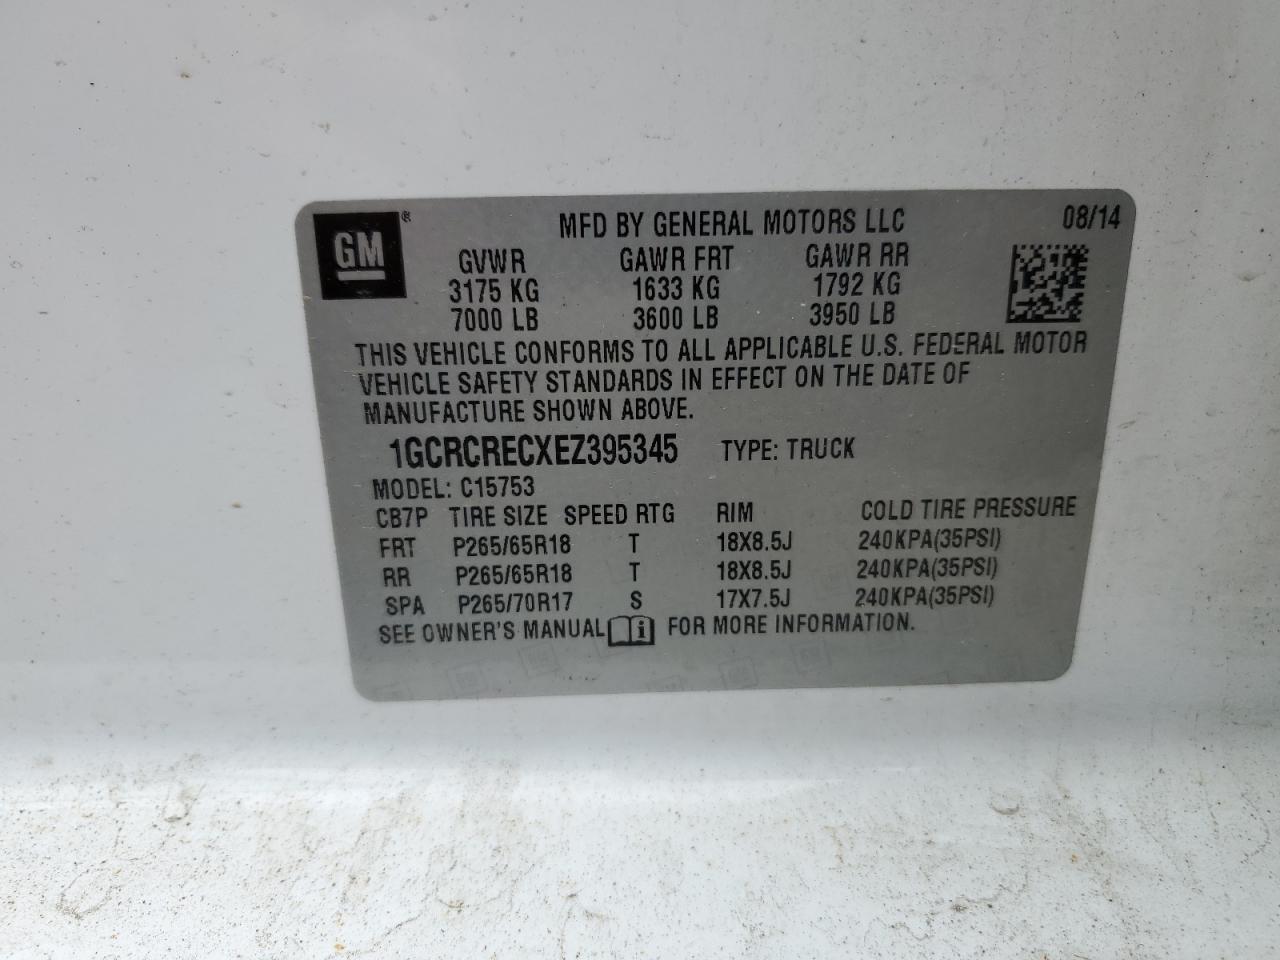 GM ® MFD BY GENERAL MOTORS LLC 08/14
GVWR GAWR FRT GAWR RR
3175 KG 1633 KG 1792 KG
7000 LB 3600 LB 3950 LB
THIS VEHICLE CONFORMS TO ALL APPLICABLE U.S. FEDERAL MOTOR
VEHICLE SAFETY STANDARDS IN EFFECT ON THE DATE OF
MANUFACTURE SHOWN ABOVE.
1GCRCRECXEZ395345 TYPE: TRUCK
MODEL: C15753
CB7P TIRE SIZE SPEED RTG RIM COLD TIRE PRESSURE
FRT P265/65R18 T 18X8.5J 240KPA(35PSI)
RR P265/65R18 T 18X8.5J 240KPA(35PSI)
SPA P265/70R17 S 17X7.5J 240KPA(35PSI)
SEE OWNER'S MANUAL i FOR MORE INFORMATION.